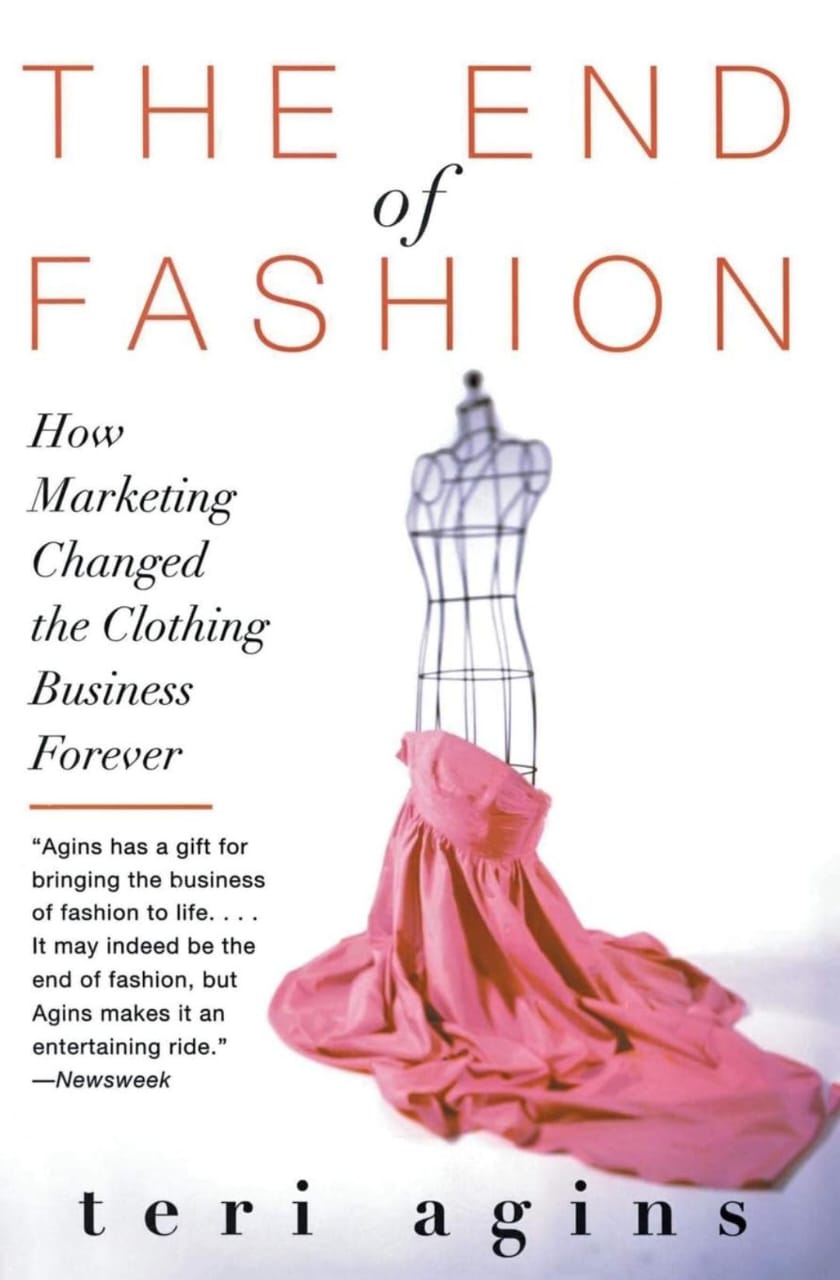 THE END
of
FASHION
How
Marketing
Changed
the Clothing
Business
Forever
“Agins has a gift for
bringing the business
of fashion to life. . . .
It may indeed be the
end of fashion, but
Agins makes it an
entertaining ride.”
—Newsweek
teri agins